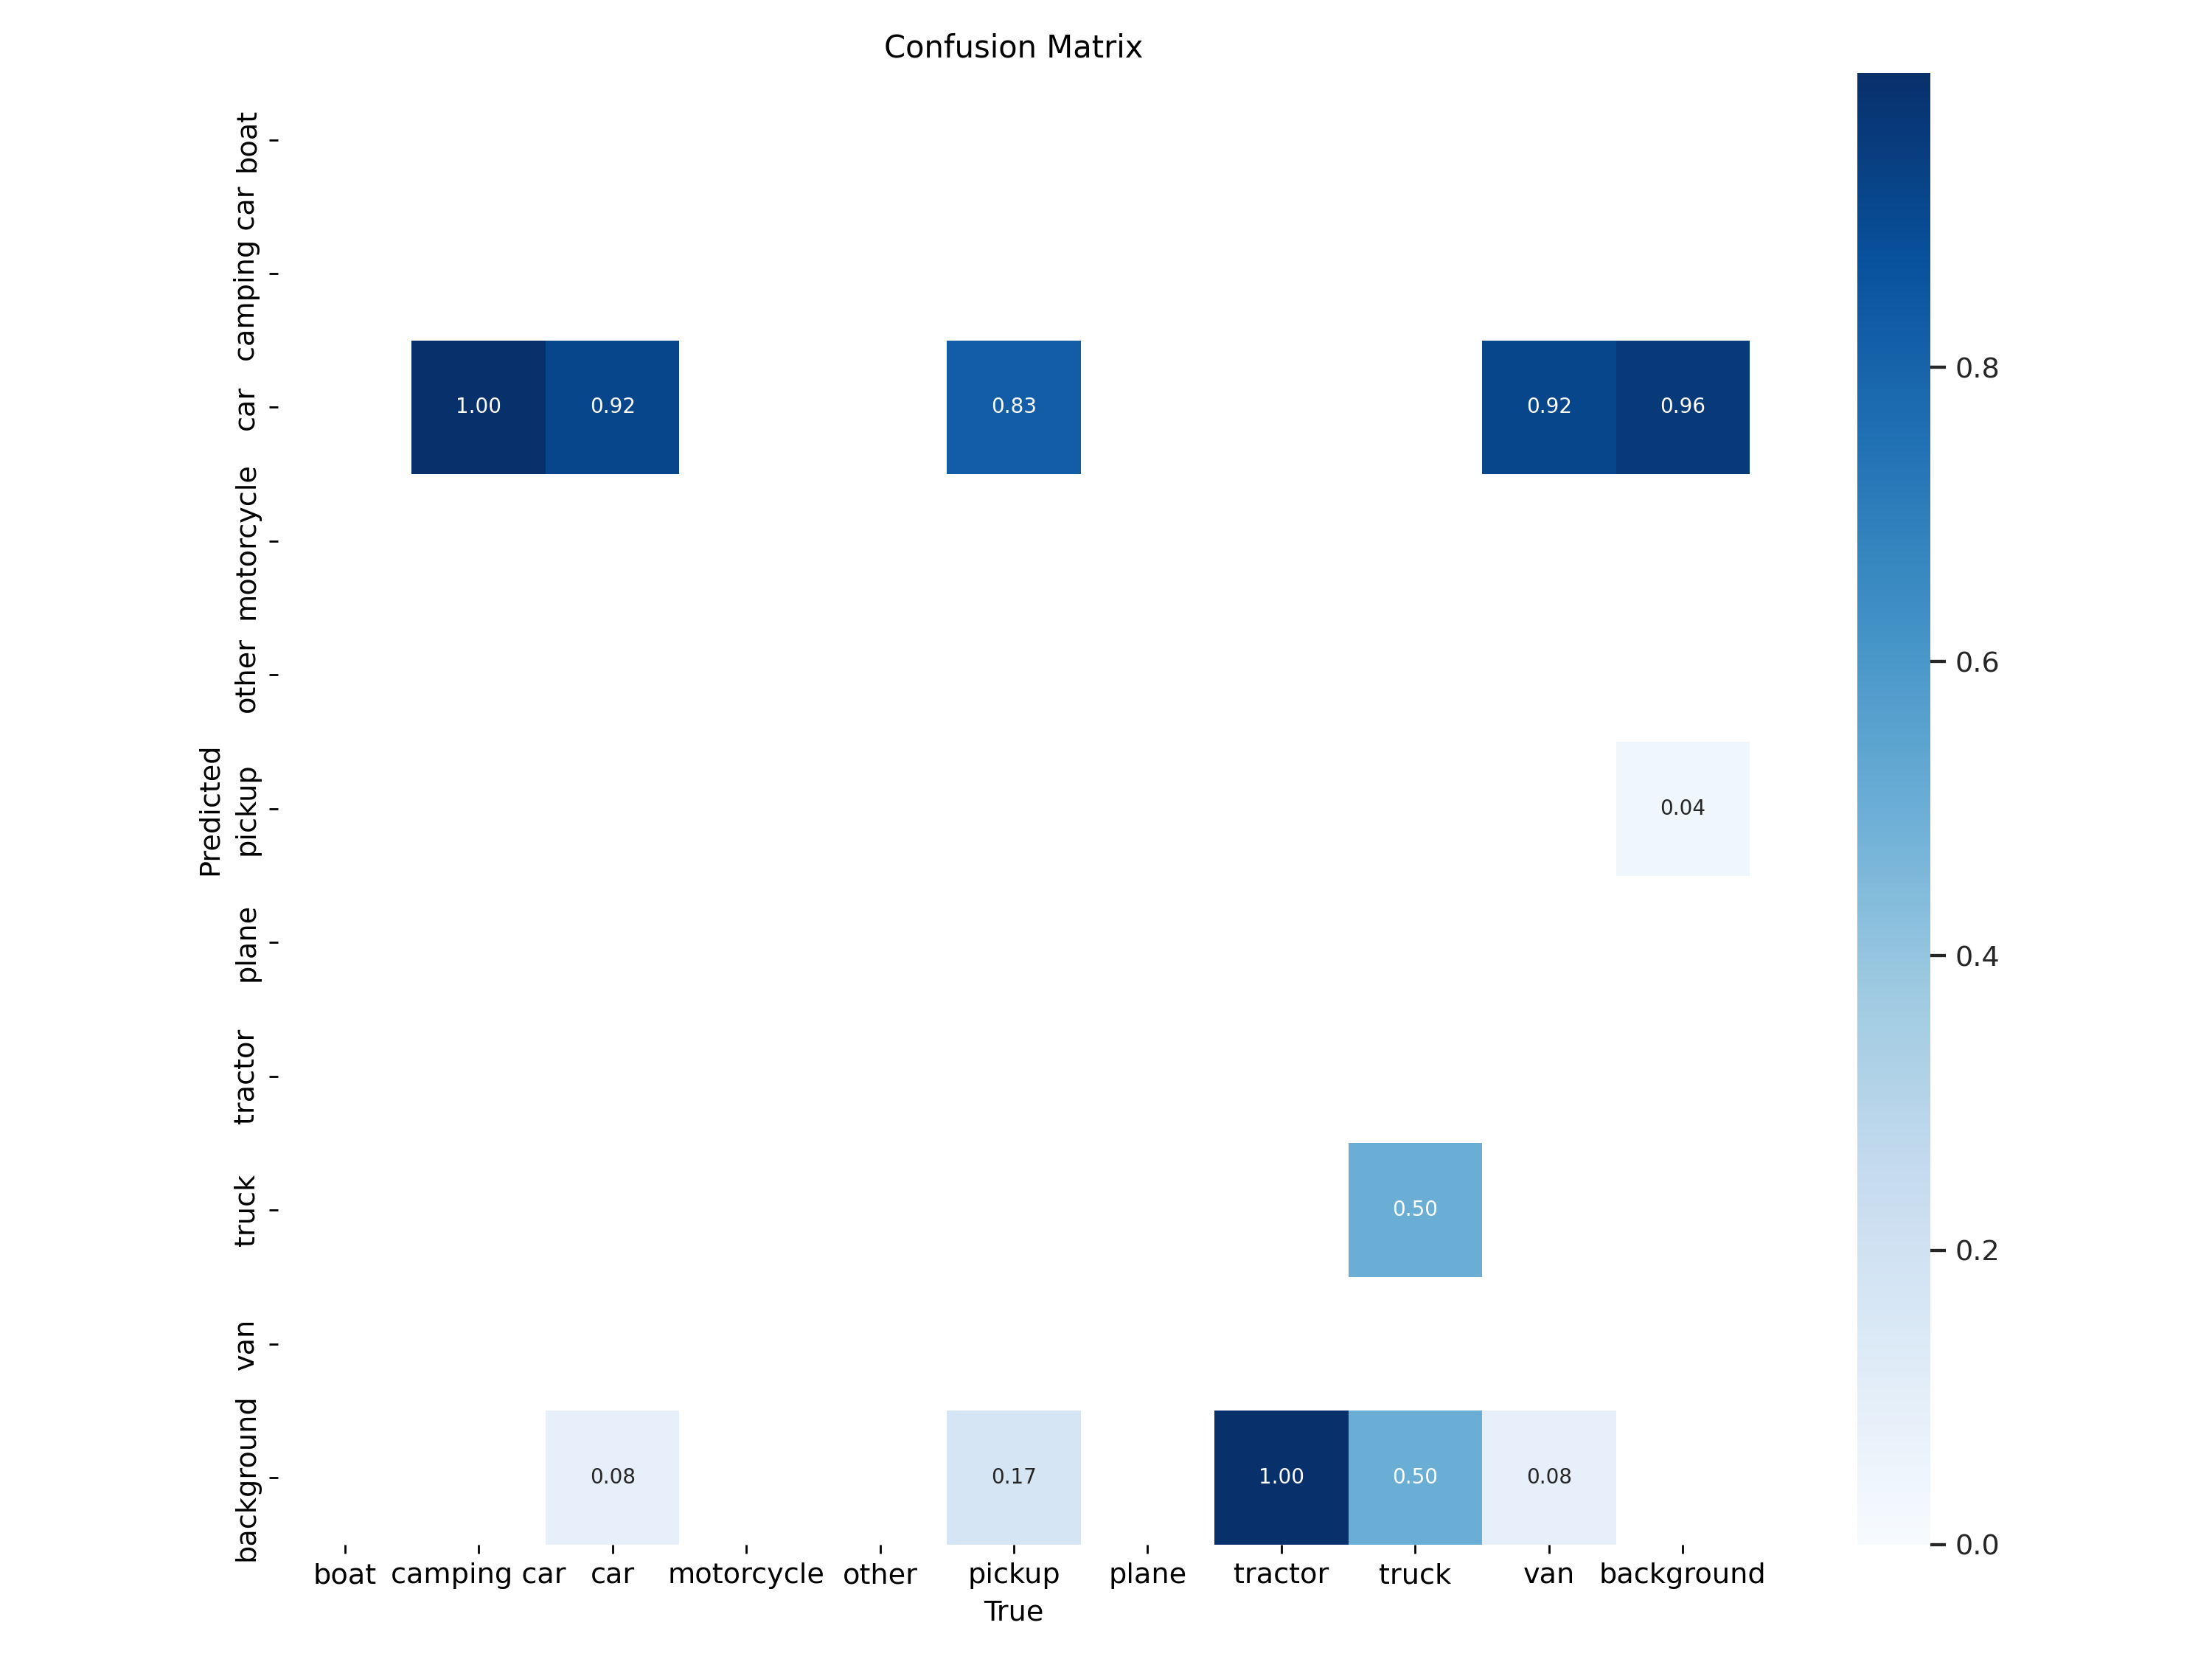 Confusion Matrix
boat
camping car
car
motorcycle
other
pickup
plane
tractor
truck
van
background
Predicted
1.00 0.92 0.83 0.92 0.96
0.04
0.50
0.08 0.17 1.00 0.50 0.08
boat camping car car motorcycle other pickup plane tractor truck van background
True
0.8
0.6
0.4
0.2
0.0